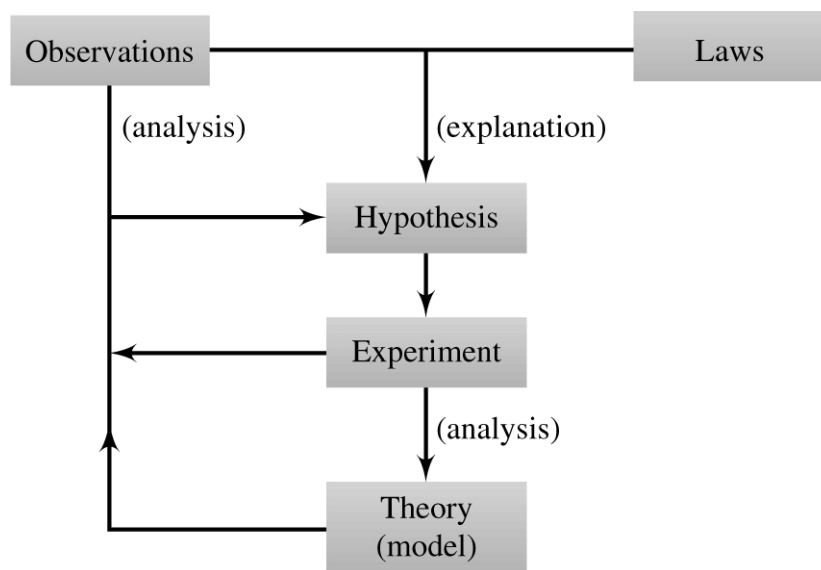 Observations
Laws
(analysis)
(explanation)
Hypothesis
Experiment
(analysis)
Theory
(model)